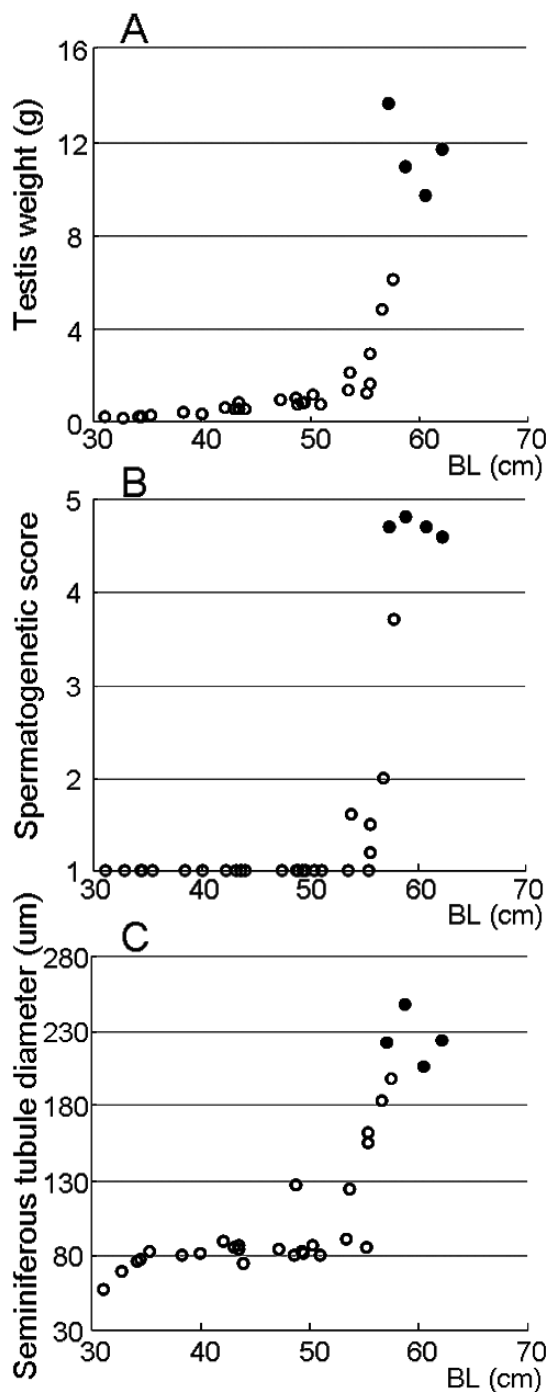 A
Testis weight (g)
16
12
8
4
0
30 40 50 60 70
BL (cm)
B
Spermatogenetic score
5
4
3
2
1
30 40 50 60 70
BL (cm)
C
Seminiferous tubule diameter (um)
280
230
180
130
80
30
30 40 50 60 70
BL (cm)